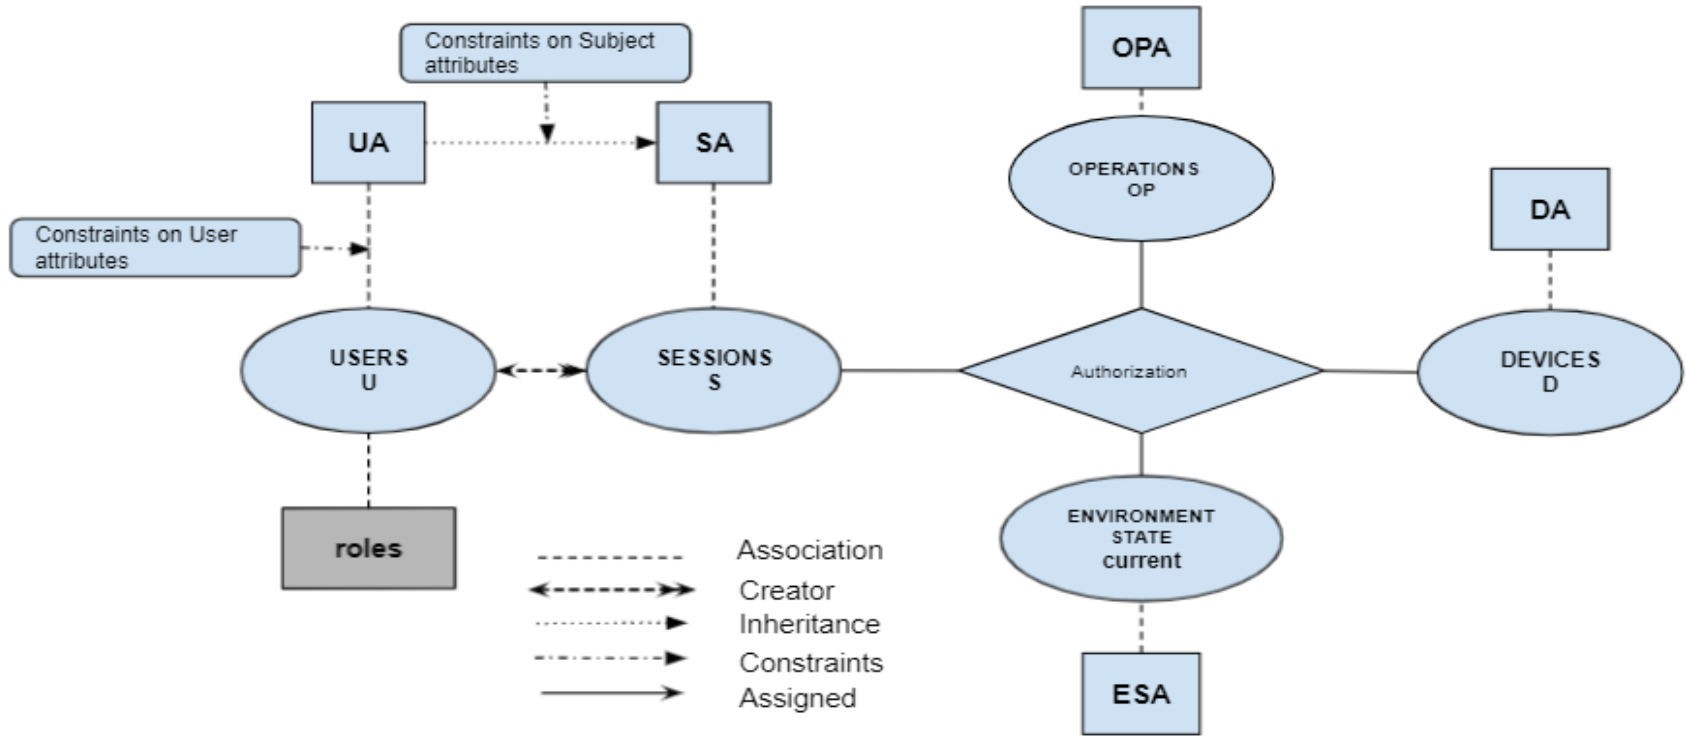 Constraints on Subject
attributes
OPA
UA
SA
OPERATIONS
OP
DA
Constraints on User
attributes
USERS
U
SESSIONS
S
Authorization
DEVICES
D
ENVIRONMENT
STATE
current
roles
Association
Creator
Inheritance
Constraints
Assigned
ESA